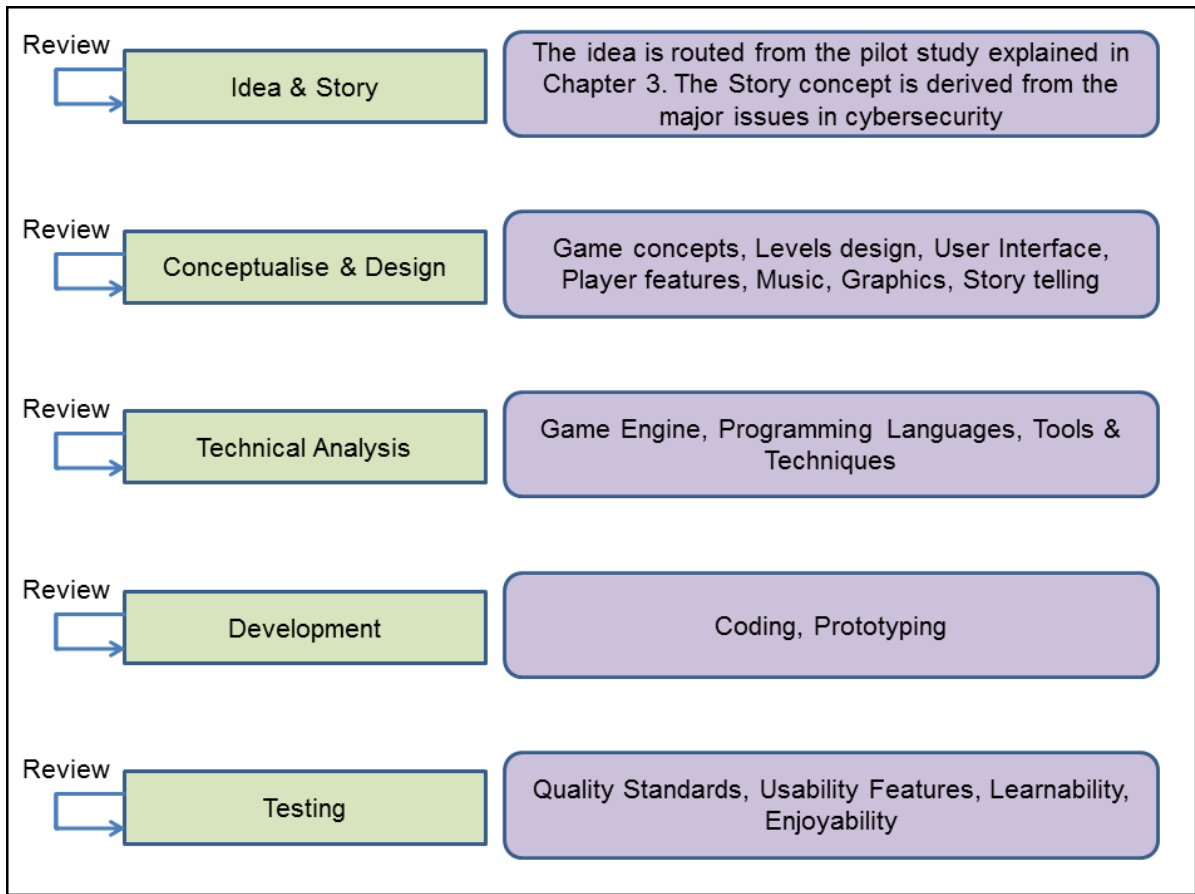 Review
Idea & Story
The idea is routed from the pilot study explained in
Chapter 3. The Story concept is derived from the
major issues in cybersecurity
Review
Conceptualise & Design
Game concepts, Levels design, User Interface,
Player features, Music, Graphics, Story telling
Review
Technical Analysis
Game Engine, Programming Languages, Tools &
Techniques
Review
Development
Coding, Prototyping
Review
Testing
Quality Standards, Usability Features, Learnability,
Enjoyability